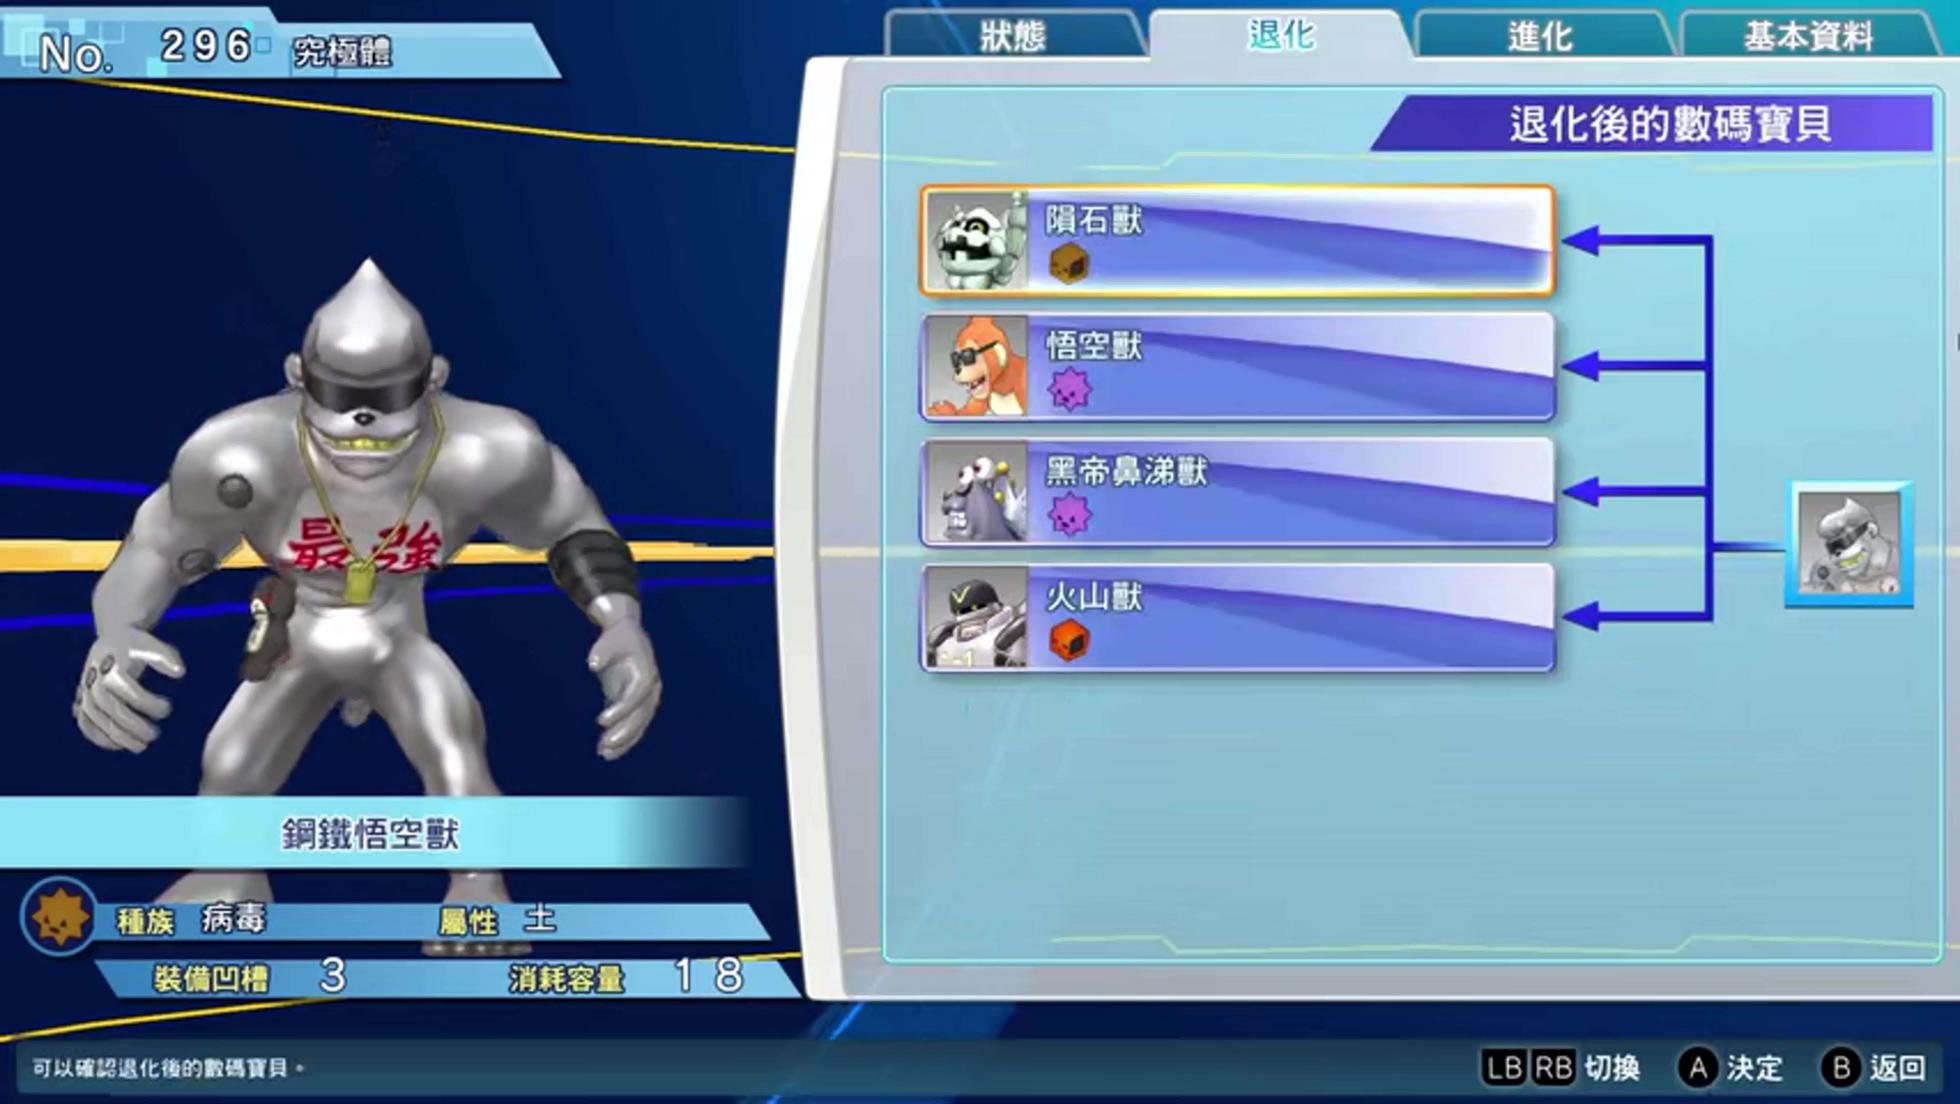 No. 296 究極體
狀態 退化 進化 基本資料
退化後的數碼寶貝
隕石獸
悟空獸
黑帝鼻涕獸
火山獸
最強
鋼鐵悟空獸
種族 病毒 屬性 土
裝備凹槽 3 消耗容量 18
可以確認退化後的數碼寶貝。
LB RB 切換 A 決定 B 返回